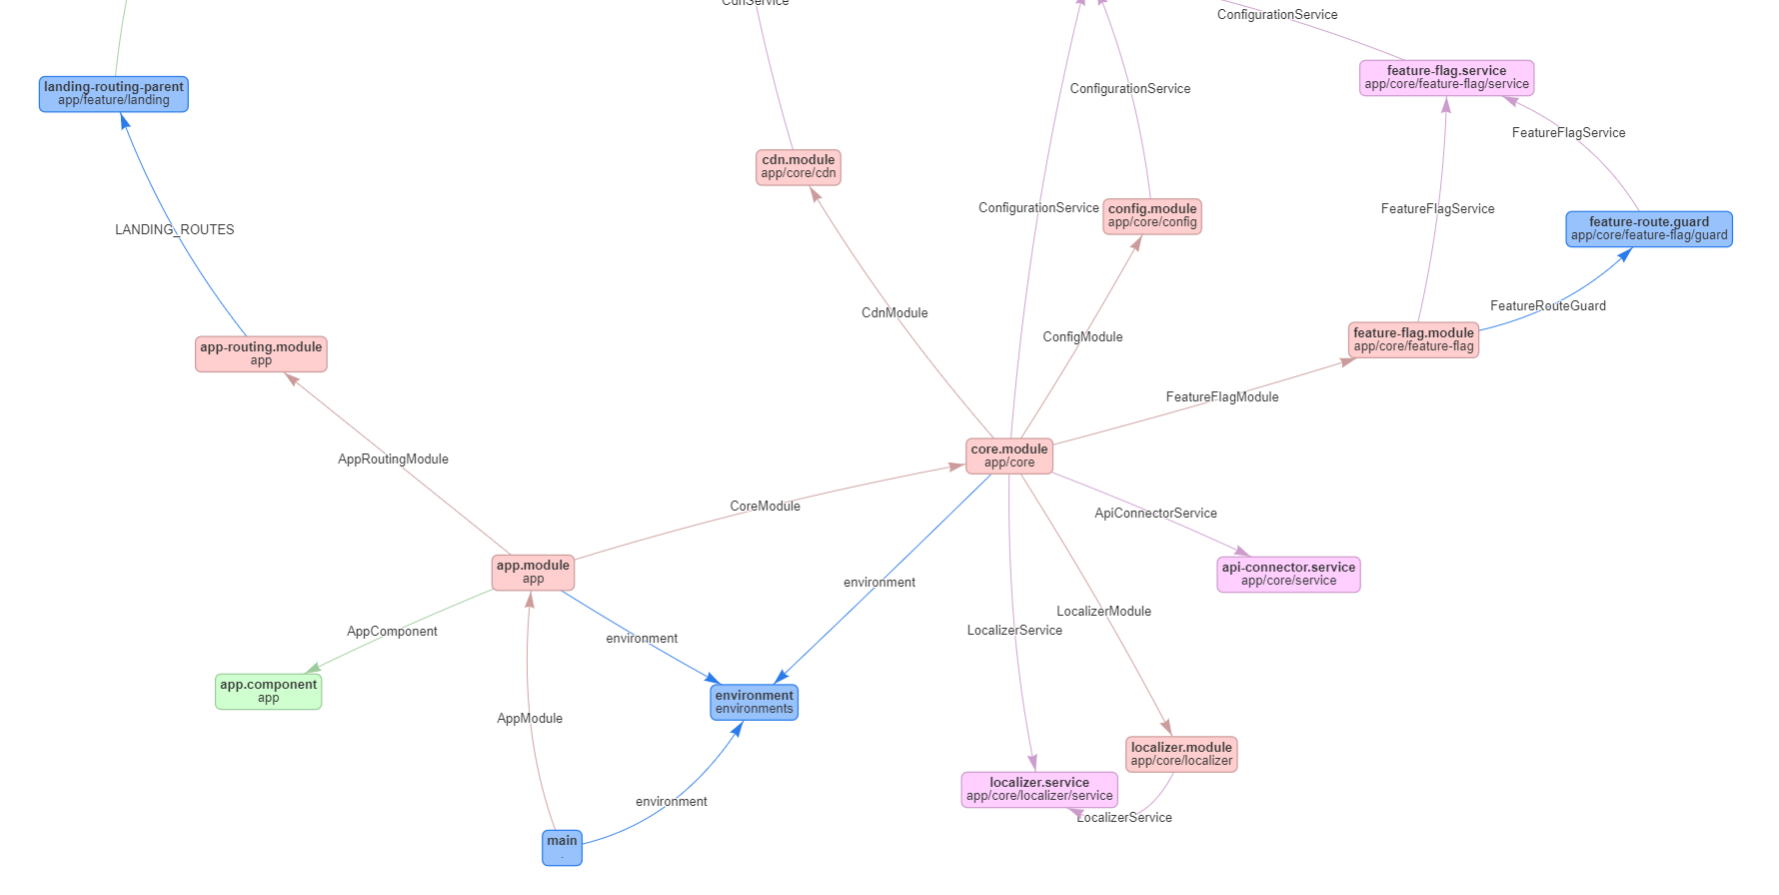 CdnService
ConfigurationService
feature-flag.service
app/core/feature-flag/service
landing-routing-parent
app/feature/landing
ConfigurationService
FeatureFlagService
cdn.module
app/core/cdn
ConfigurationService
config.module
app/core/config
FeatureFlagService
feature-route.guard
app/core/feature-flag/guard
LANDING_ROUTES
CdnModule
FeatureRouteGuard
ConfigModule
feature-flag.module
app/core/feature-flag
app-routing.module
app
FeatureFlagModule
AppRoutingModule
core.module
app/core
CoreModule
ApiConnectorService
app.module
app
environment
api-connector.service
app/core/service
LocalizerModule
AppComponent
environment
LocalizerService
app.component
app
environment
environments
AppModule
localizer.module
app/core/localizer
localizer.service
app/core/localizer/service
environment
LocalizerService
main
.